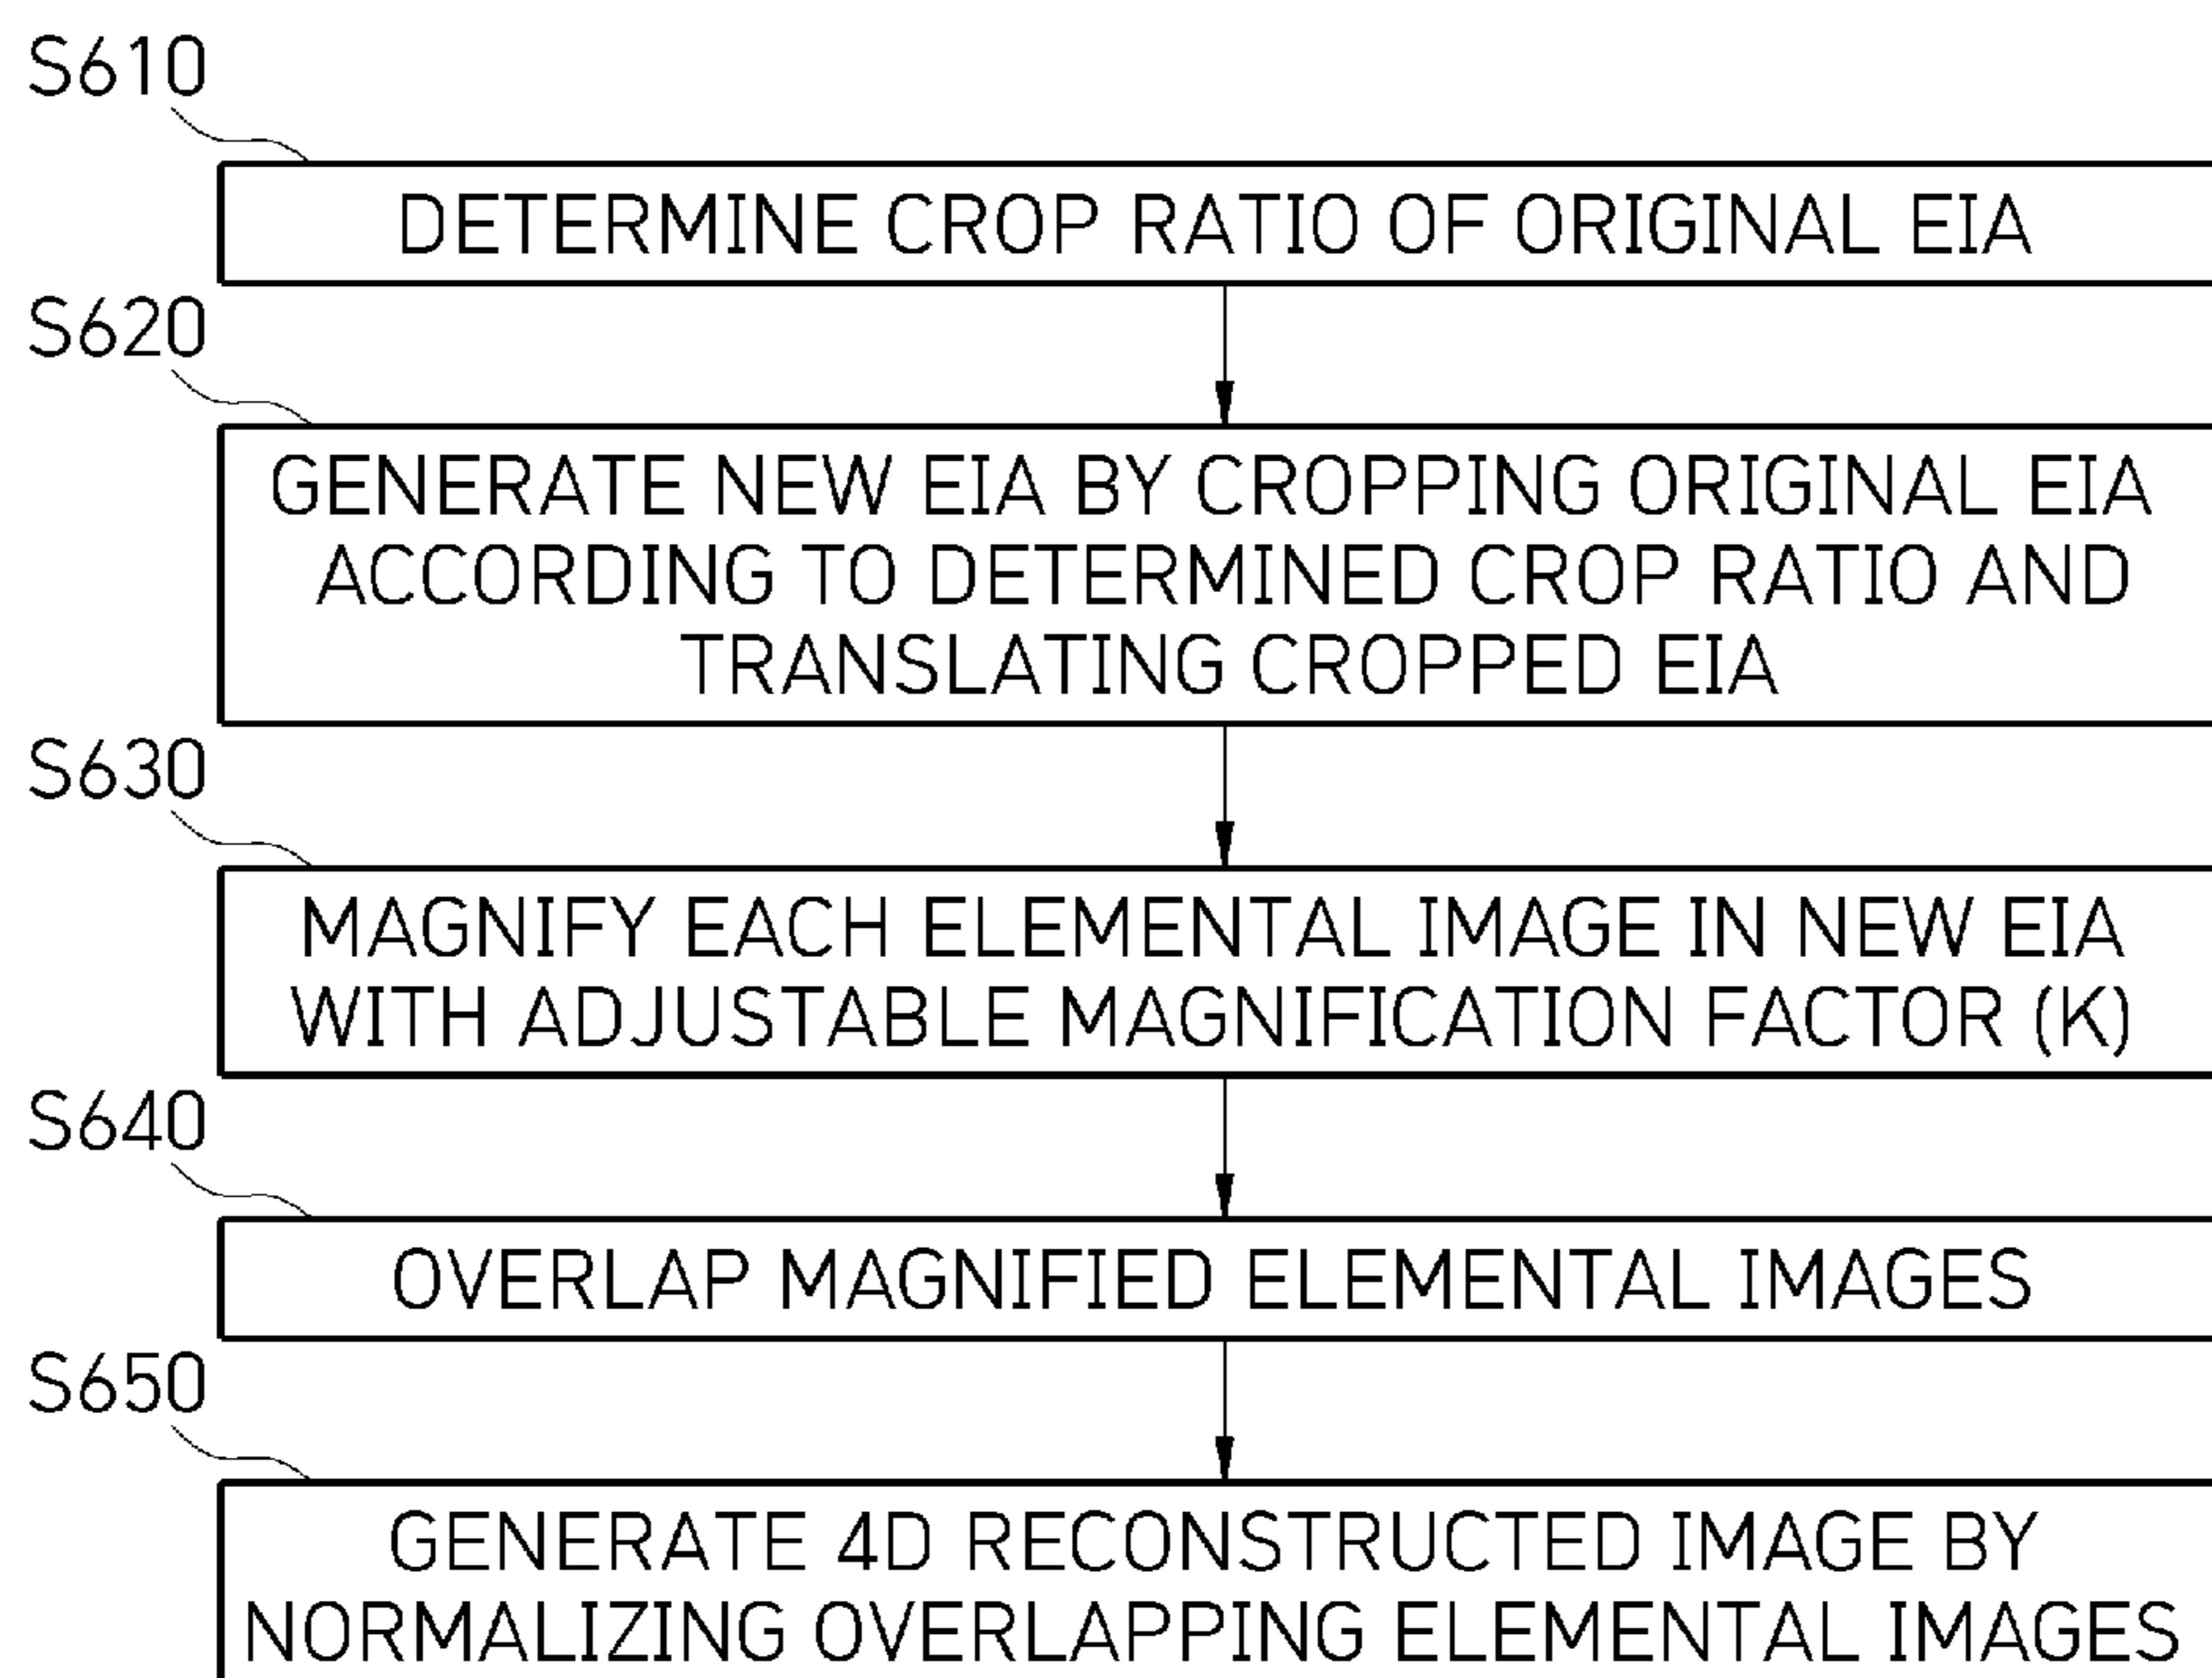 S610
DETERMINE CROP RATIO OF ORIGINAL EIA
S620
GENERATE NEW EIA BY CROPPING ORIGINAL EIA
ACCORDING TO DETERMINED CROP RATIO AND
TRANSLATING CROPPED EIA
S630
MAGNIFY EACH ELEMENTAL IMAGE IN NEW EIA
WITH ADJUSTABLE MAGNIFICATION FACTOR (K)
S640
OVERLAP MAGNIFIED ELEMENTAL IMAGES
S650
GENERATE 4D RECONSTRUCTED IMAGE BY
NORMALIZING OVERLAPPING ELEMENTAL IMAGES